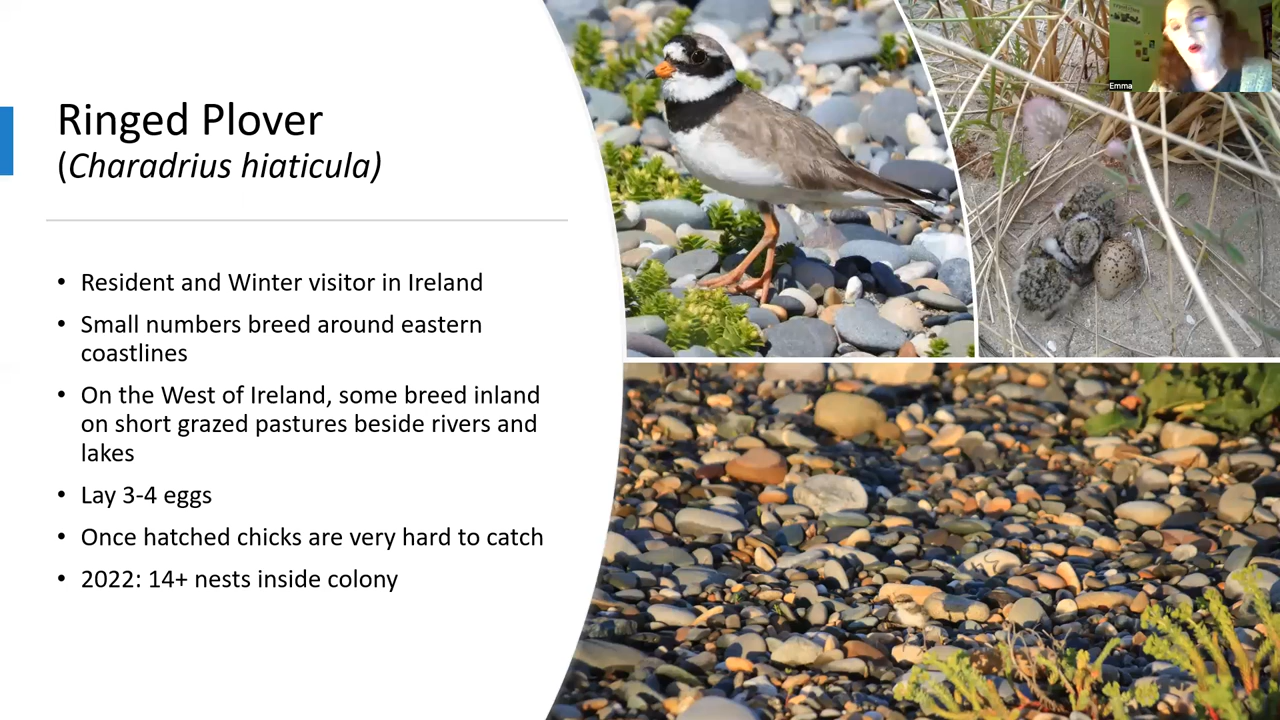 Ringed Plover
(Charadrius hiaticula)
• Resident and Winter visitor in Ireland
• Small numbers breed around eastern
coastlines
• On the West of Ireland, some breed inland
on short grazed pastures beside rivers and
lakes
• Lay 3-4 eggs
• Once hatched chicks are very hard to catch
• 2022: 14+ nests inside colony
Emma